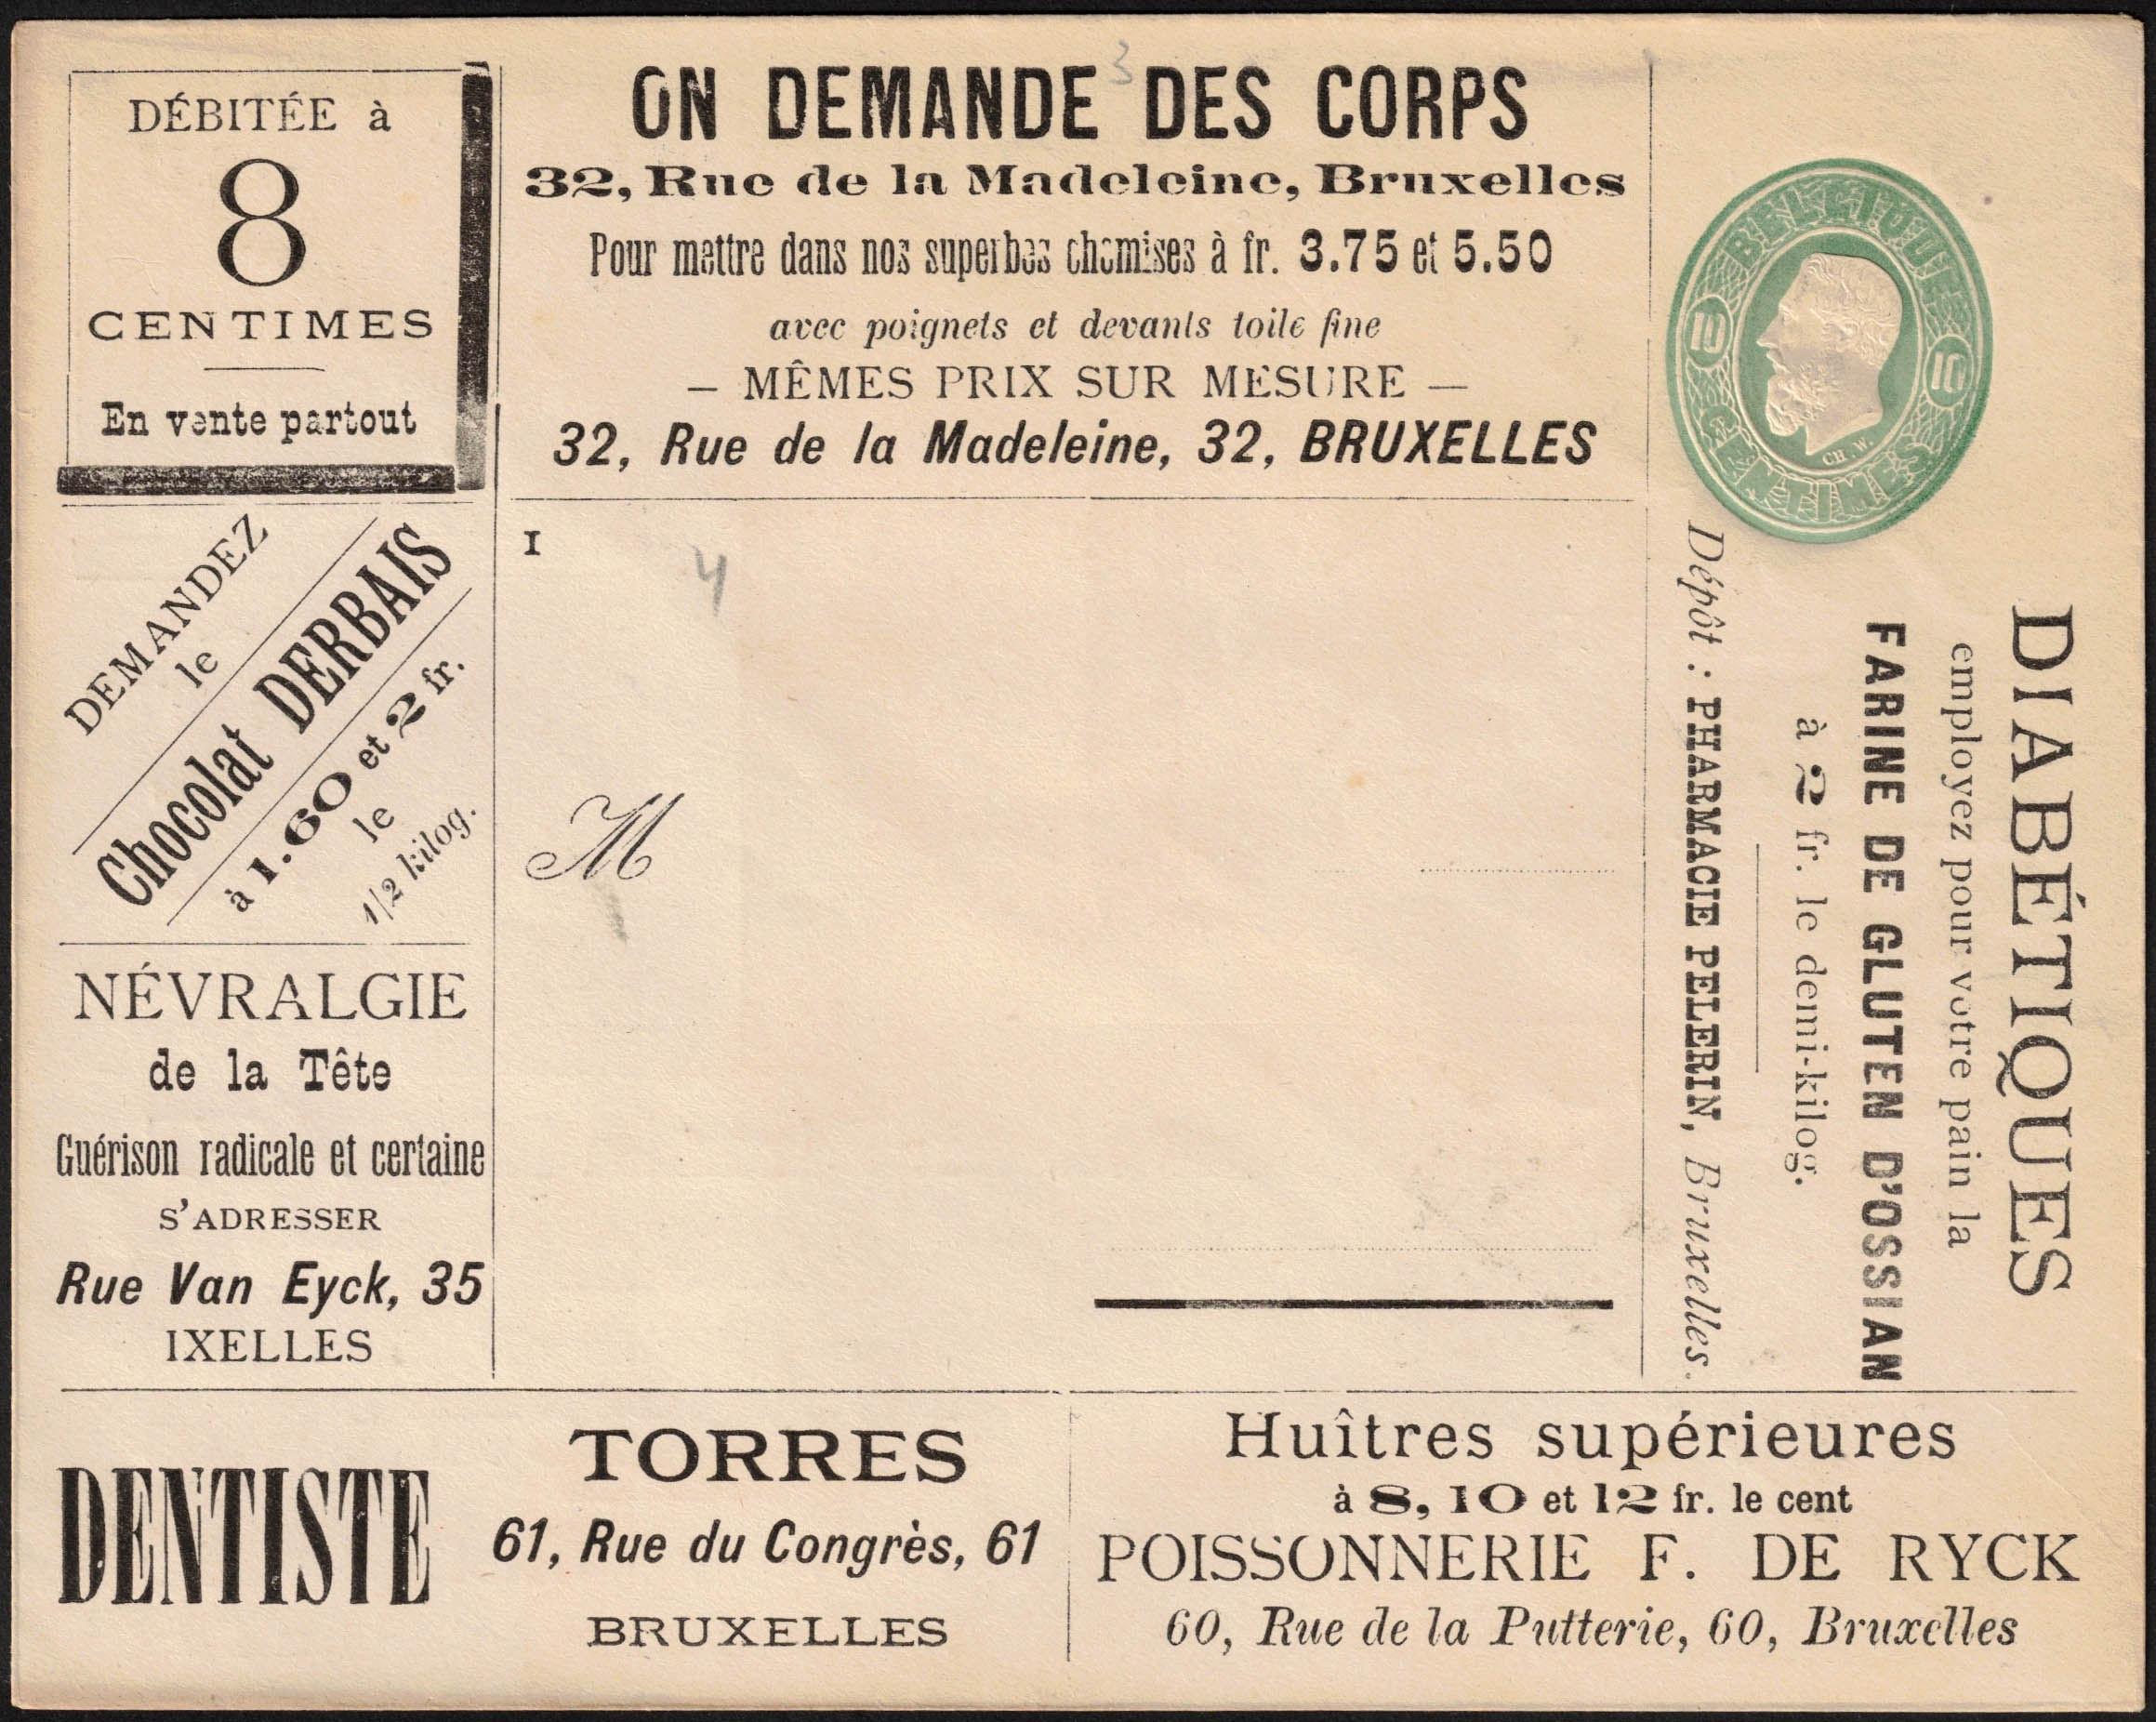 DÉBITÉE à
8
CENTIMES
En vente partout
ON DEMANDE DES CORPS
32, Rue de la Madeleine, Bruxelles
Pour mettre dans nos superbes chemises à fr. 3.75 et 5.50
avec poignets et devants toile fine
— MÊMES PRIX SUR MESURE —
32, Rue de la Madeleine, 32, BRUXELLES
3
BELGIQUE
10 10
CENTIMES
CH. W.
DEMANDEZ
le
Chocolat DERBAIS
à 1.60 et 2 fr.
le
1/2 kilog.
I
4
M
DIABÉTIQUES
employez pour votre pain la
FARINE DE GLUTEN D'OSSIAN
à 2 fr. le demi-kilog.
Dépôt : PHARMACIE PELERIN, Bruxelles.
NÉVRALGIE
de la Tête
Guérison radicale et certaine
S'ADRESSER
Rue Van Eyck, 35
IXELLES
DENTISTE
TORRES
61, Rue du Congrès, 61
BRUXELLES
Huîtres supérieures
à 8, 10 et 12 fr. le cent
POISSONNERIE F. DE RYCK
60, Rue de la Putterie, 60, Bruxelles